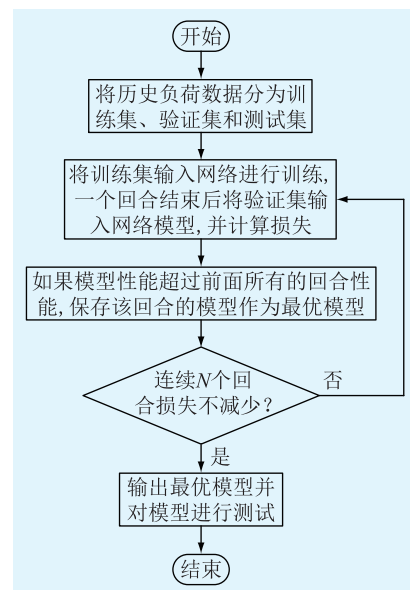 开始
将历史负荷数据分为训
练集、验证集和测试集
将训练集输入网络进行训练,
一个回合结束后将验证集输
入网络模型,并计算损失
如果模型性能超过前面所有的回合性
能,保存该回合的模型作为最优模型
连续N个回
合损失不减少?
否
是
输出最优模型并
对模型进行测试
结束